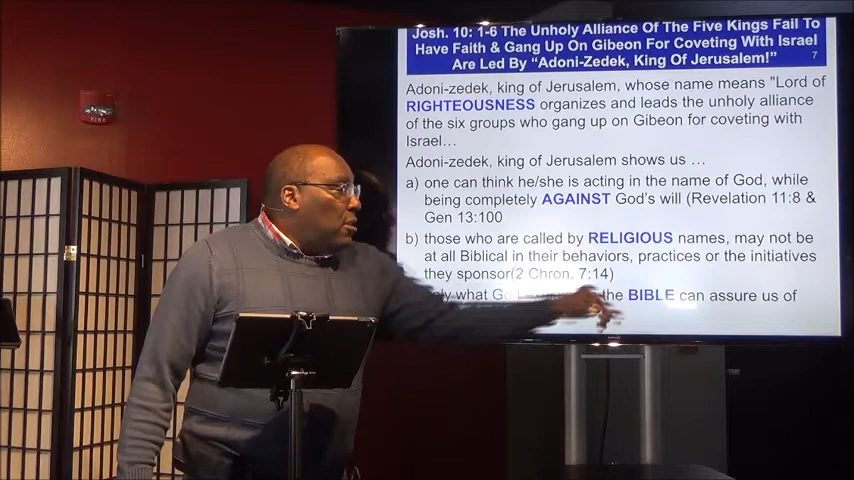 Josh. 10: 1-6 The Unholy Alliance Of The Five Kings Fail To
Have Faith & Gang Up On Gibeon For Coveting With Israel
Are Led By “Adoni-Zedek, King Of Jerusalem!”
7
Adoni-zedek, king of Jerusalem, whose name means "Lord of
RIGHTEOUSNESS organizes and leads the unholy alliance
of the six groups who gang up on Gibeon for coveting with
Israel…
Adoni-zedek, king of Jerusalem shows us …
a) one can think he/she is acting in the name of God, while
being completely AGAINST God's will (Revelation 11:8 &
Gen 13:100
b) those who are called by RELIGIOUS names, may not be
at all Biblical in their behaviors, practices or the initiatives
they sponsor(2 Chron. 7:14)
what the BIBLE can assure us of
FIRE